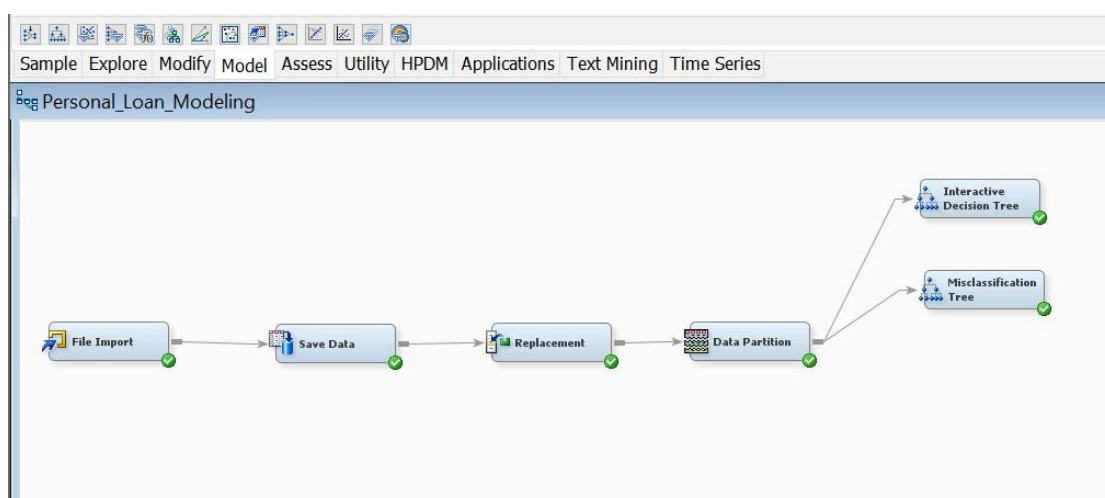 Sample Explore Modify Model Assess Utility HPDM Applications Text Mining Time Series
Personal_Loan_Modeling
Interactive
Decision Tree
Misclassification
Tree
File Import
Save Data
Replacement
Data Partition